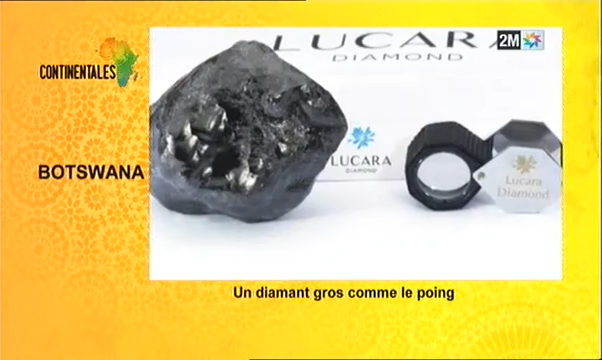 CONTINENTALES
BOTSWANA
LUCARA
DIAMOND
2M
LUCARA
DIAMOND
Lucara
Diamond
Un diamant gros comme le poing